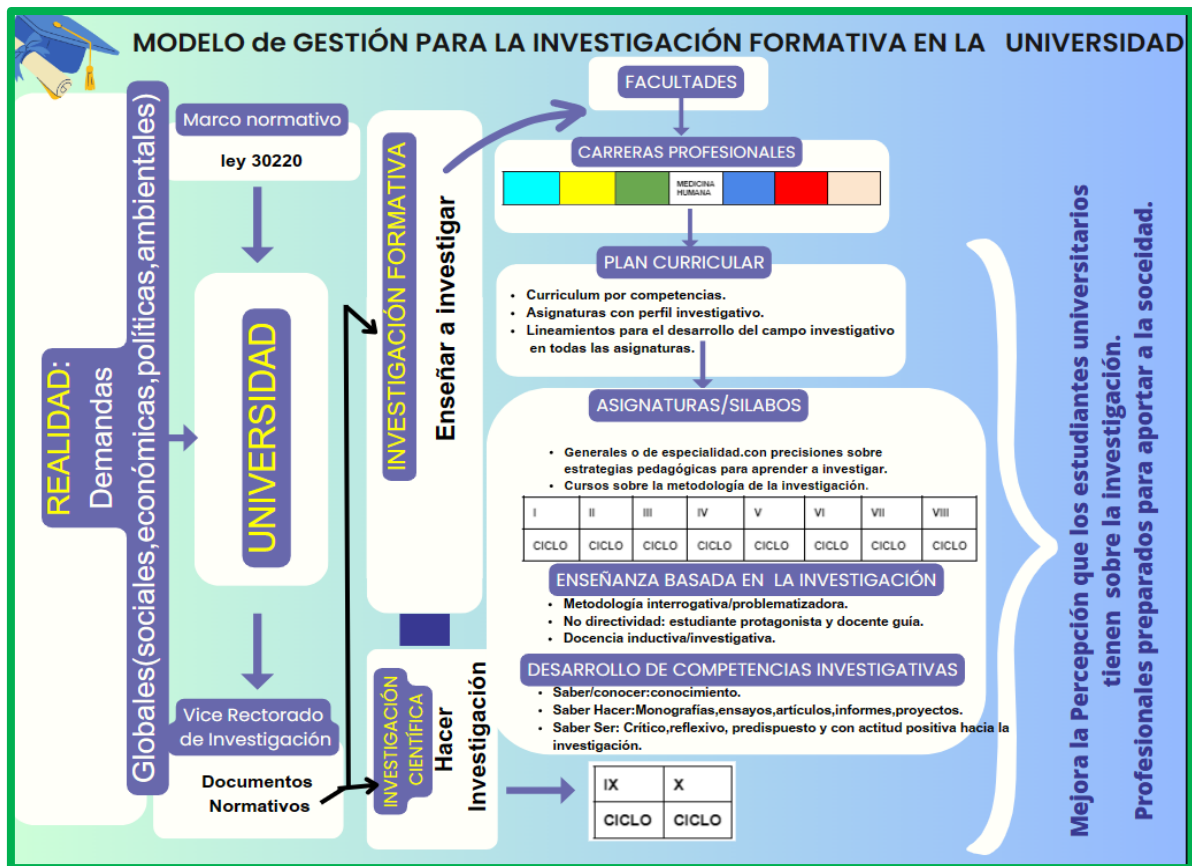 MODELO de GESTIÓN PARA LA INVESTIGACIÓN FORMATIVA EN LA UNIVERSIDAD
REALIDAD:
Demandas
Globales(sociales,económicas,políticas,ambientales)
Marco normativo
ley 30220
UNIVERSIDAD
Vice Rectorado
de Investigación
Documentos
Normativos
INVESTIGACIÓN FORMATIVA
Enseñar a investigar
INVESTIGACIÓN
CIENTÍFICA
Hacer
Investigación
FACULTADES
CARRERAS PROFESIONALES
MEDICINA
HUMANA
PLAN CURRICULAR
• Curriculum por competencias.
• Asignaturas con perfil investigativo.
• Lineamientos para el desarrollo del campo investigativo
en todas las asignaturas.
ASIGNATURAS/SILABOS
• Generales o de especialidad.con precisiones sobre
estrategias pedagógicas para aprender a investigar.
• Cursos sobre la metodología de la investigación.
I II III IV V VI VII VIII
CICLO CICLO CICLO CICLO CICLO CICLO CICLO CICLO
ENSEÑANZA BASADA EN LA INVESTIGACIÓN
• Metodología interrogativa/problematizadora.
• No directividad: estudiante protagonista y docente guía.
• Docencia inductiva/investigativa.
DESARROLLO DE COMPETENCIAS INVESTIGATIVAS
• Saber/conocer:conocimiento.
• Saber Hacer:Monografías,ensayos,artículos,informes,proyectos.
• Saber Ser: Crítico,reflexivo, predispuesto y con actitud positiva hacia la
investigación.
IX X
CICLO CICLO
Mejora la Percepción que los estudiantes universitarios
tienen sobre la investigación.
Profesionales preparados para aportar a la soceidad.